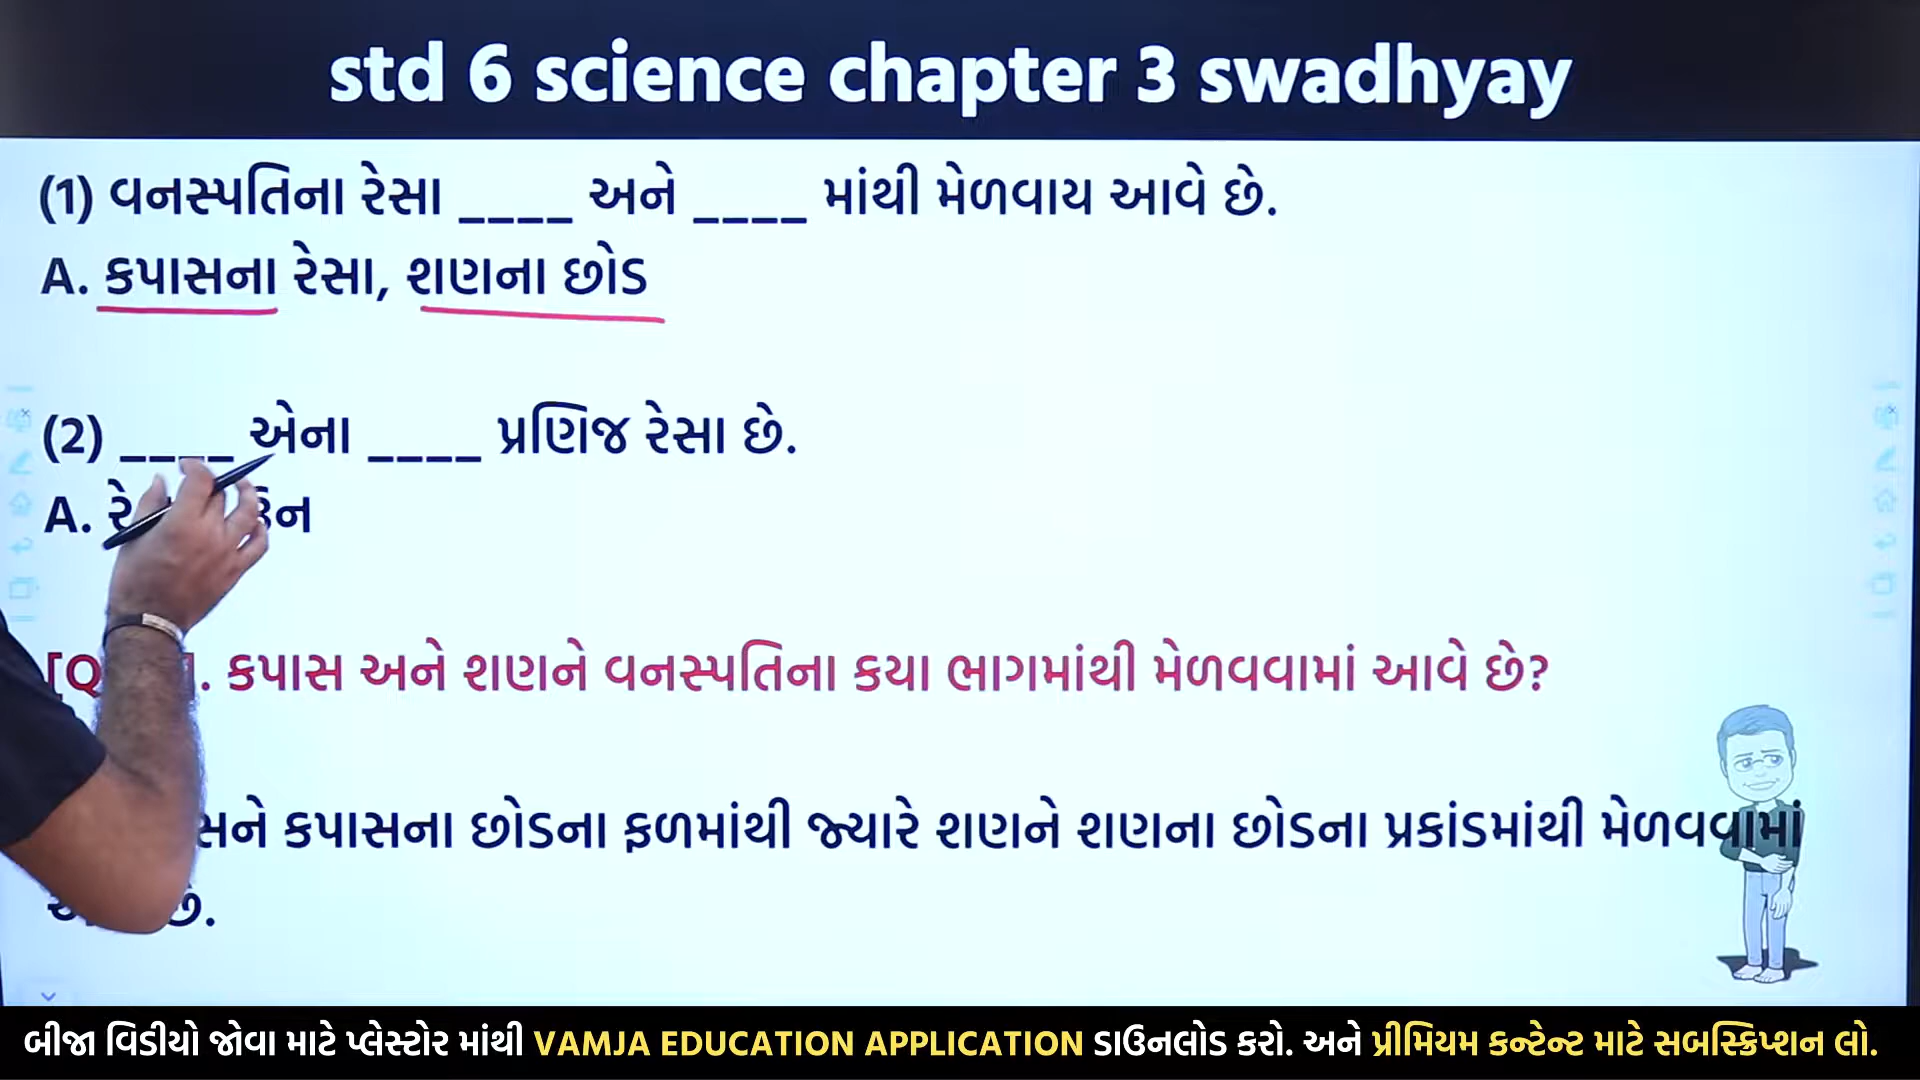 std 6 science chapter 3 swadhyay
(1) વનસ્પતિના રેસા ____ અને ____ માંથી મેળવાય આવે છે.
A. કપાસના રેસા, શણના છોડ
(2) ____ એના ____ પ્રણિજ રેસા છે.
A.
. કપાસ અને શણને વનસ્પતિના કયા ભાગમાંથી મેળવવામાં આવે છે?
કપાસના છોડના ફળમાંથી જ્યારે શણને શણના છોડના પ્રકાંડમાંથી મેળવવામાં
છે.
બીજા વિડીયો જોવા માટે પ્લેસ્ટોર માંથી VAMJA EDUCATION APPLICATION ડાઉનલોડ કરો. અને પ્રીમિયમ કન્ટેન્ટ માટે સબસ્ક્રિપ્શન લો.